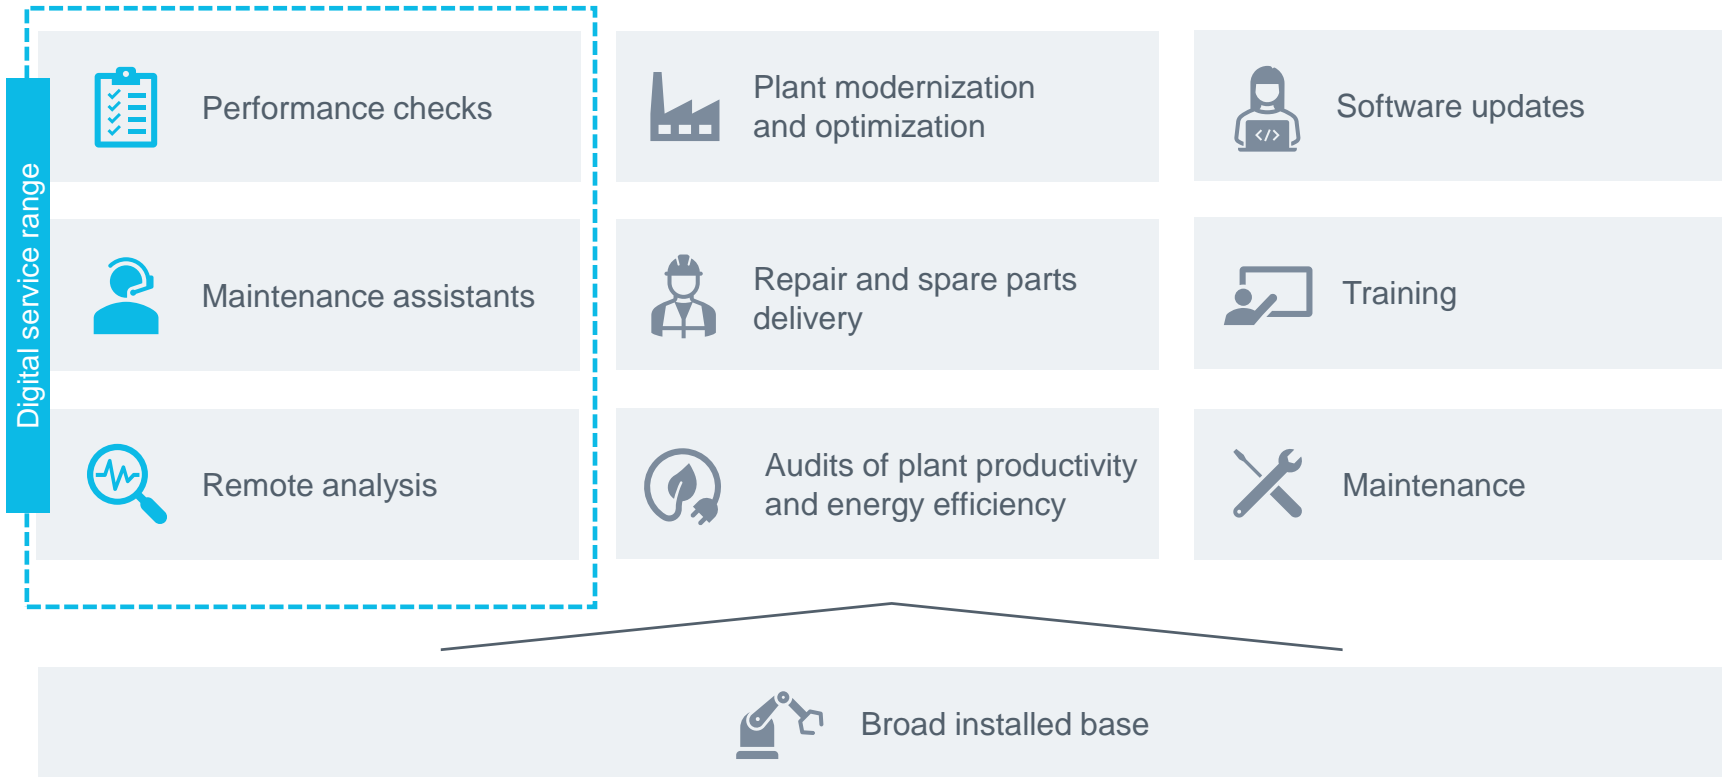 Digital service range
Performance checks
Maintenance assistants
Remote analysis
Plant modernization
and optimization
Repair and spare parts
delivery
Audits of plant productivity
and energy efficiency
Software updates
</>
Training
Maintenance
Broad installed base